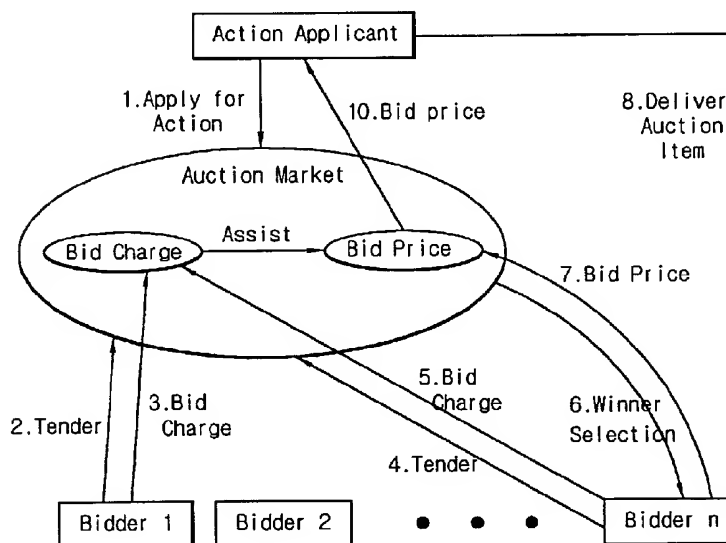 Action Applicant
1.Apply for
Action
10.Bid price
8.Deliver
Auction
Item
Auction Market
Bid Charge
Assist
Bid Price
7.Bid Price
2.Tender
3.Bid
Charge
5.Bid
Charge
4.Tender
6.Winner
Selection
Bidder 1
Bidder 2
Bidder n